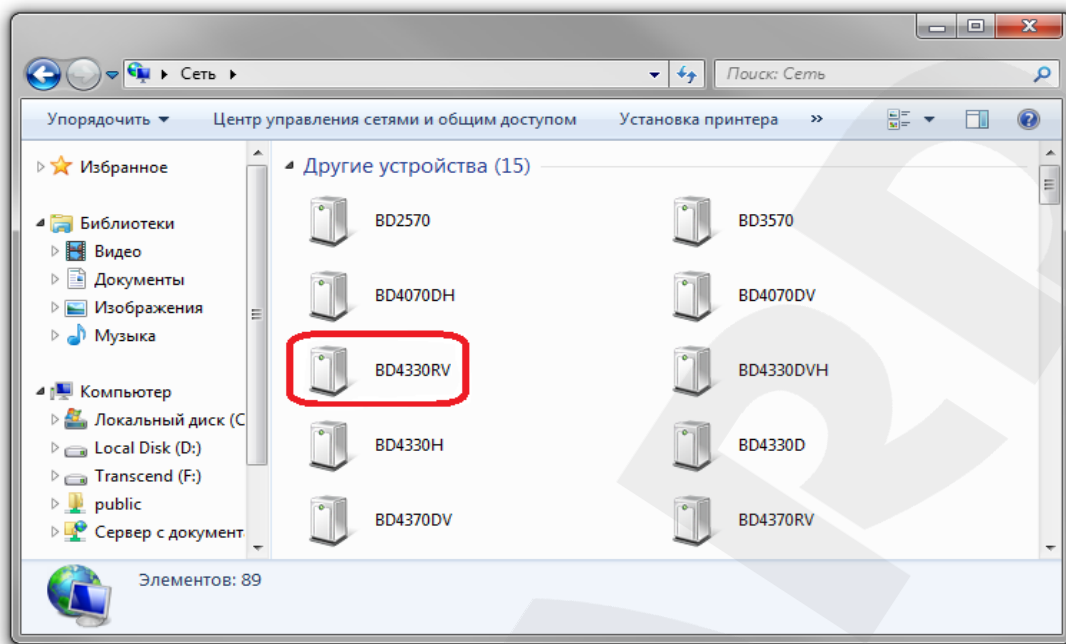 Сеть
Поиск: Сеть
Упорядочить Центр управления сетями и общим доступом Установка принтера »
Избранное
Библиотеки
Видео
Документы
Изображения
Музыка
Компьютер
Локальный диск (C
Local Disk (D:)
Transcend (F:)
public
Сервер с документ
Другие устройства (15)
BD2570 BD3570
BD4070DH BD4070DV
BD4330RV BD4330DVH
BD4330H BD4330D
BD4370DV BD4370RV
Элементов: 89